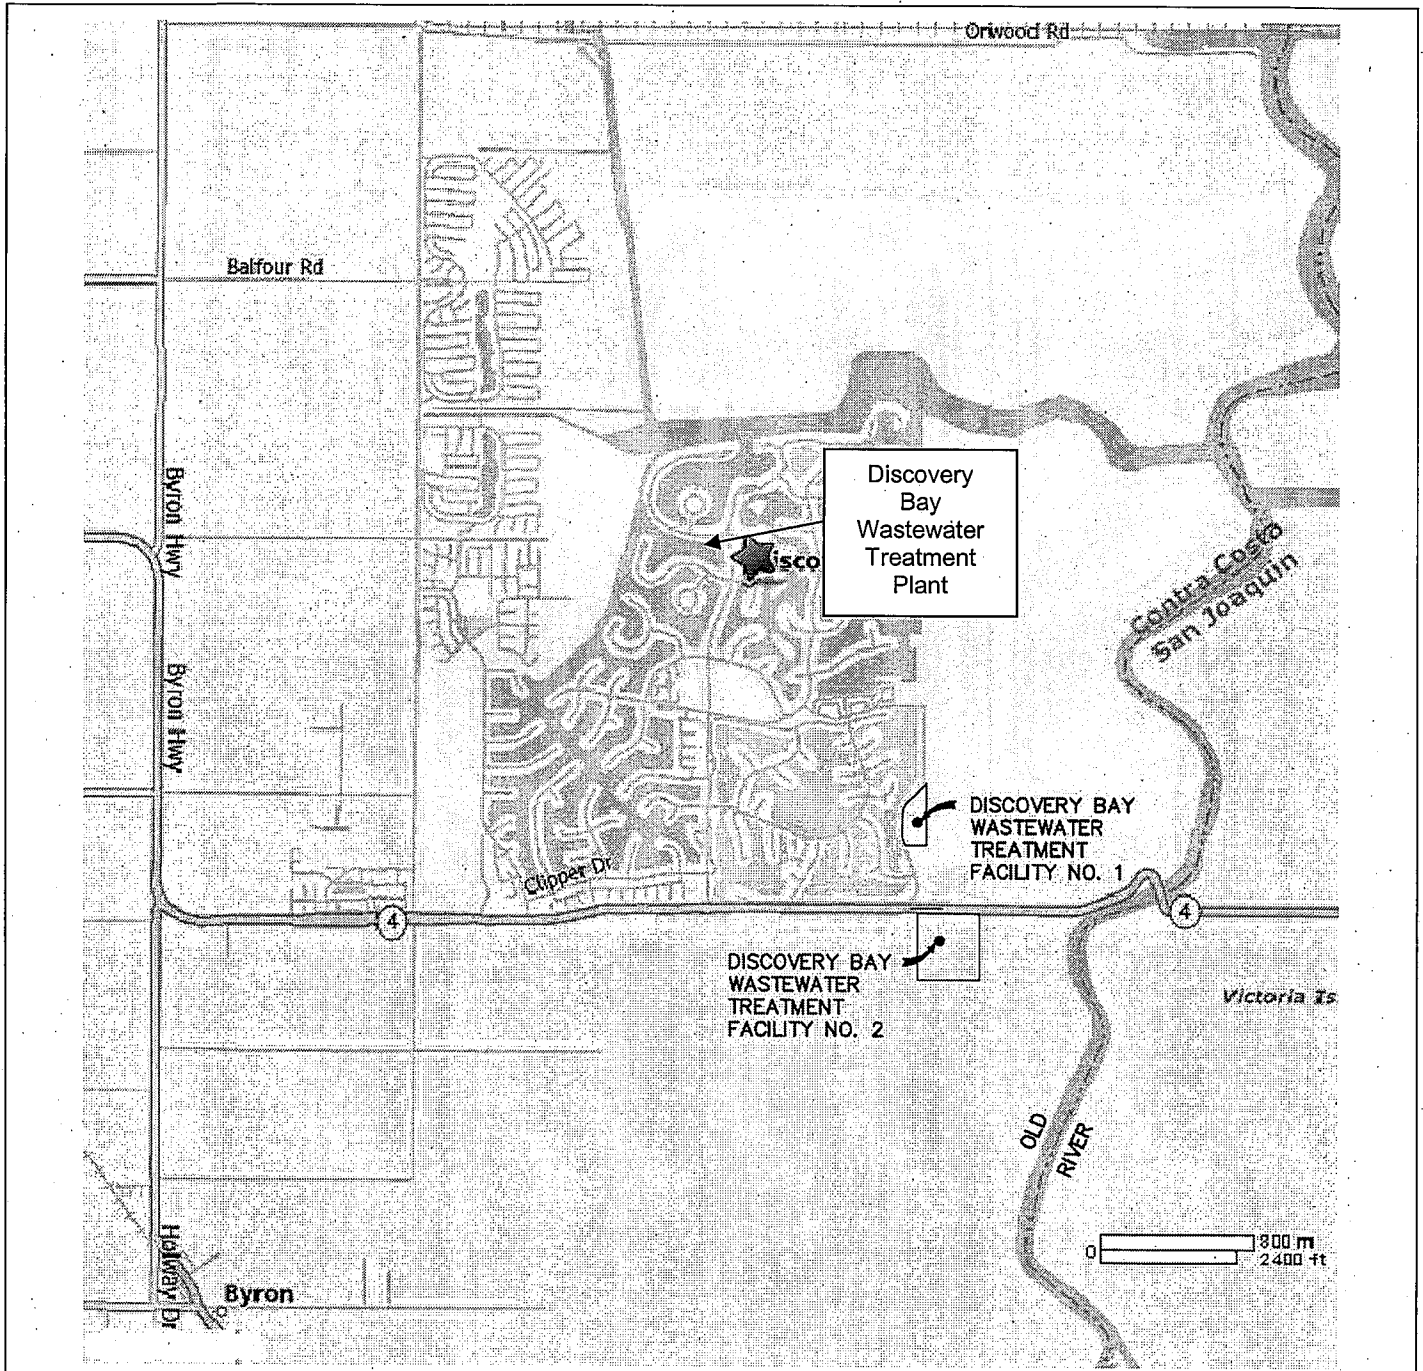 Orwood Rd
Balfour Rd
Byron Hwy
Discovery
Bay
Wastewater
Treatment
Plant
isco
Contra Costa
San Joaquin
Byron Hwy
DISCOVERY BAY
WASTEWATER
TREATMENT
FACILITY NO. 1
Clipper Dr
4
4
DISCOVERY BAY
WASTEWATER
TREATMENT
FACILITY NO. 2
Victoria Is
OLD
RIVER
Holway Dr
Byron
0
800 m
2400 ft